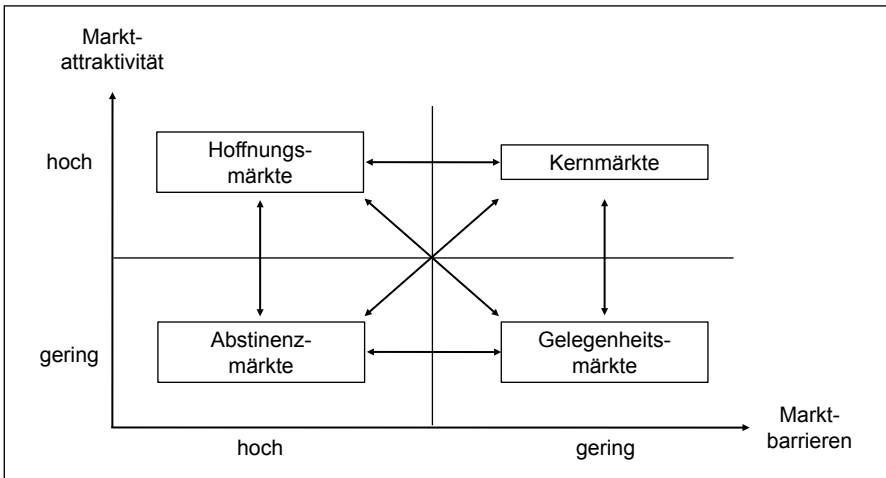 Markt-
attraktivität
hoch
Hoffnungs-
märkte
Kernmärkte
gering
Abstinenz-
märkte
Gelegenheits-
märkte
hoch
gering
Markt-
barrieren